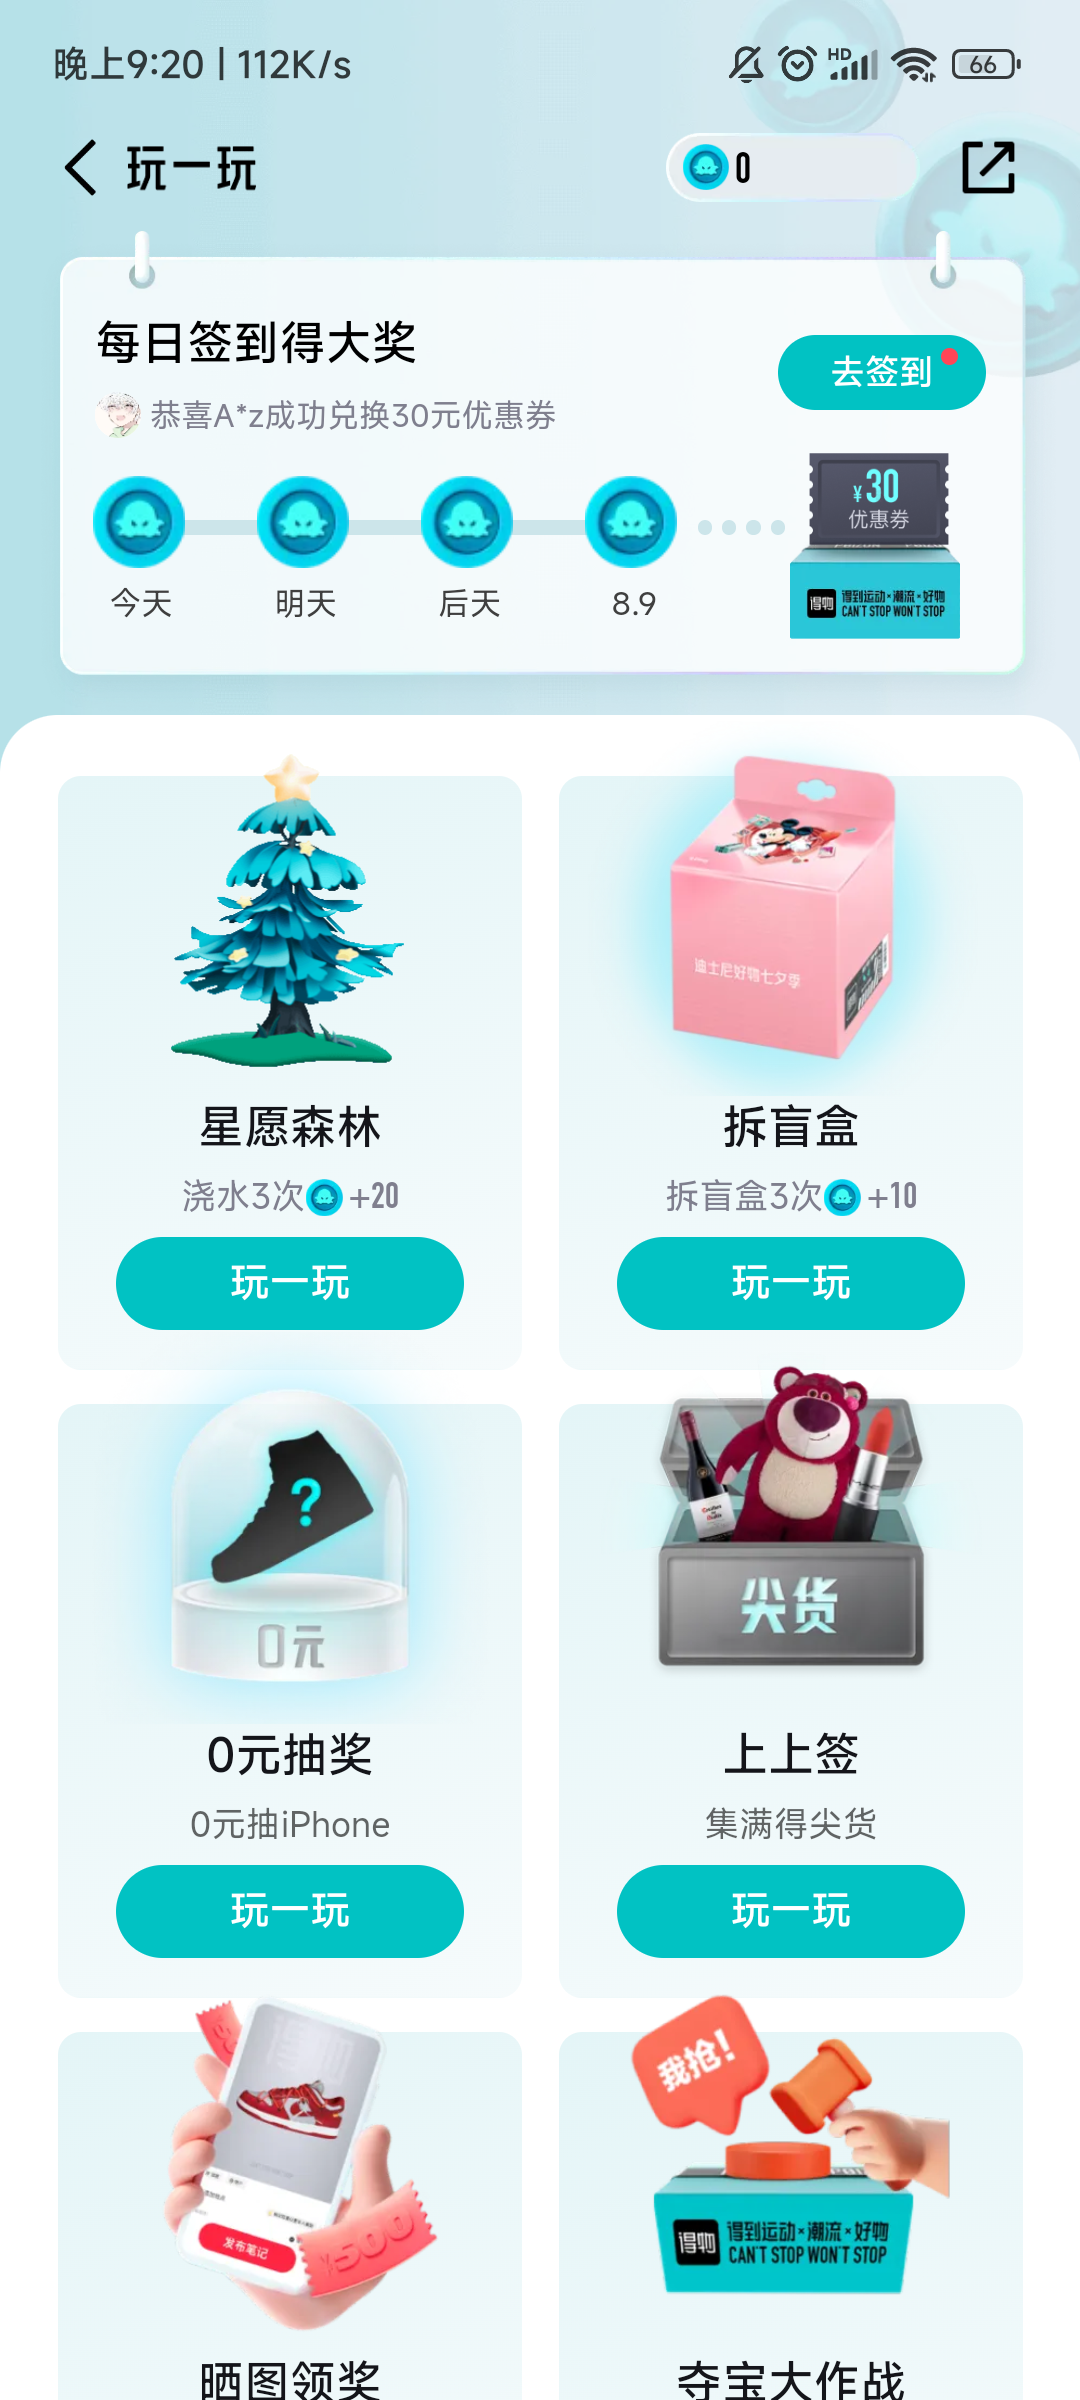 晚上9:20 | 112K/s
HD
66
玩一玩
0
每日签到得大奖
去签到
恭喜A*z成功兑换30元优惠券
¥30
优惠券
得物 得到运动×潮流×好物
CAN'T STOP WON'T STOP
今天
明天
后天
8.9
迪士尼好物七夕季
星愿森林
拆盲盒
浇水3次 +20
拆盲盒3次 +10
玩一玩
玩一玩
?
0元
尖货
0元抽奖
上上签
0元抽iPhone
集满得尖货
玩一玩
玩一玩
我抢!
发布笔记
¥500
得物 得到运动×潮流×好物
CAN'T STOP WON'T STOP
晒图领奖
夺宝大作战